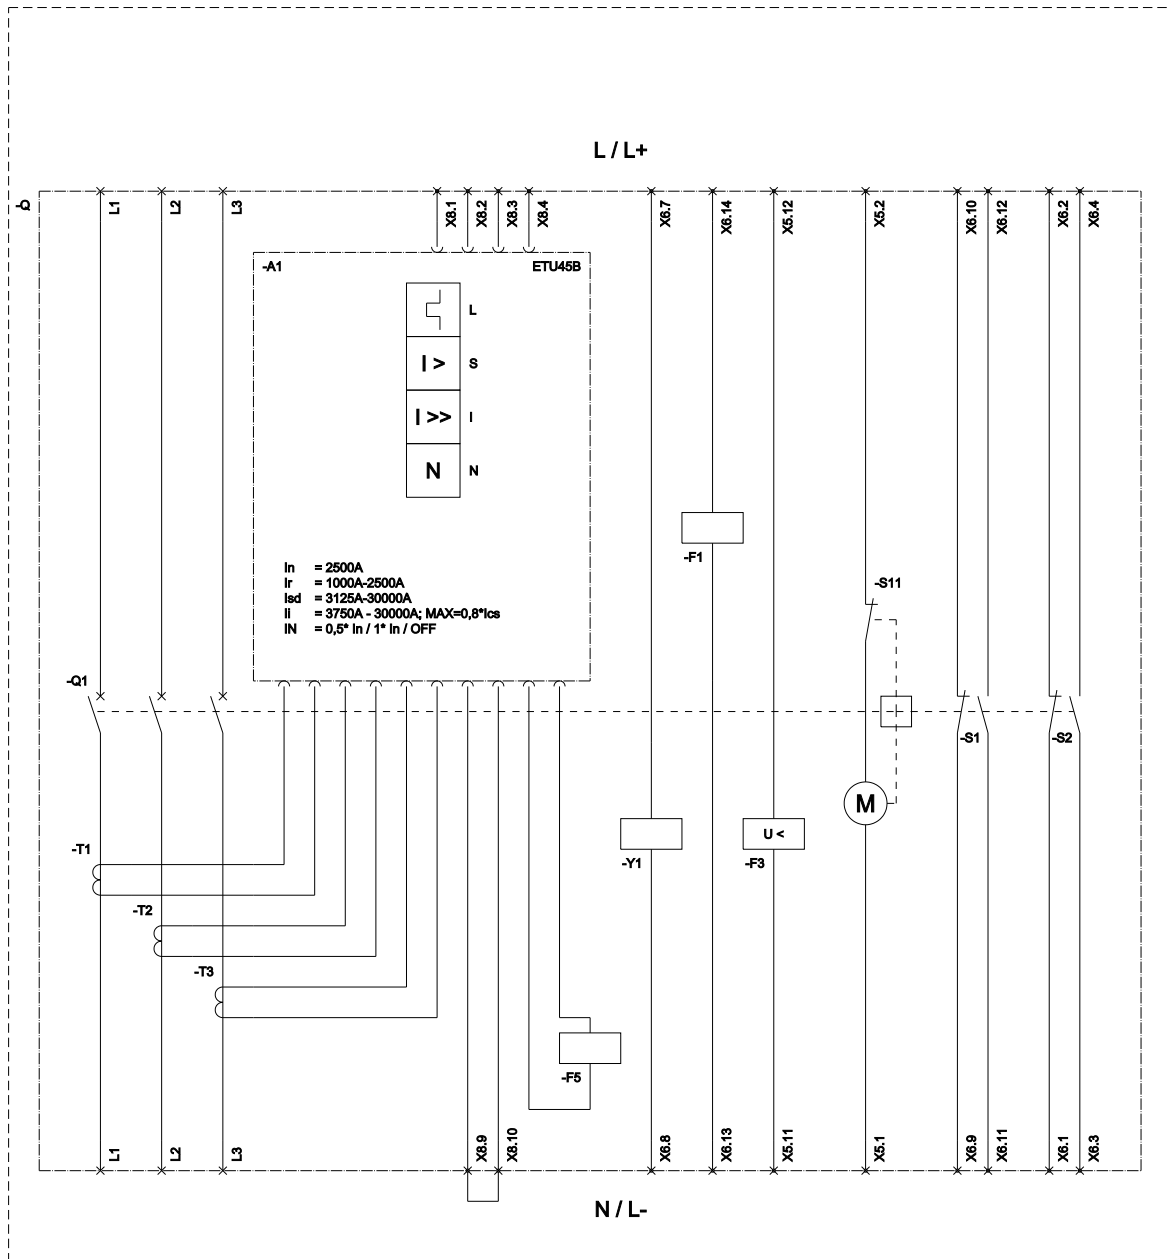 L / L+
-Q
L1
L2
L3
X8.1
X8.2
X8.3
X8.4
X6.7
X6.14
X5.12
X5.2
X6.10
X6.12
X6.2
X6.4
-A1 ETU45B
L
I > S
I >> I
N N
-F1
In = 2500A
Ir = 1000A-2500A
Isd = 3125A-30000A
Ii = 3750A - 30000A; MAX=0,8*Ics
IN = 0,5* In / 1* In / OFF
-S11
-Q1
-S1
-S2
M
U <
-T1
-Y1
-F3
-T2
-T3
-F5
L1
L2
L3
X8.9
X8.10
X6.8
X6.13
X5.11
X5.1
X6.9
X6.11
X6.1
X6.3
N / L-